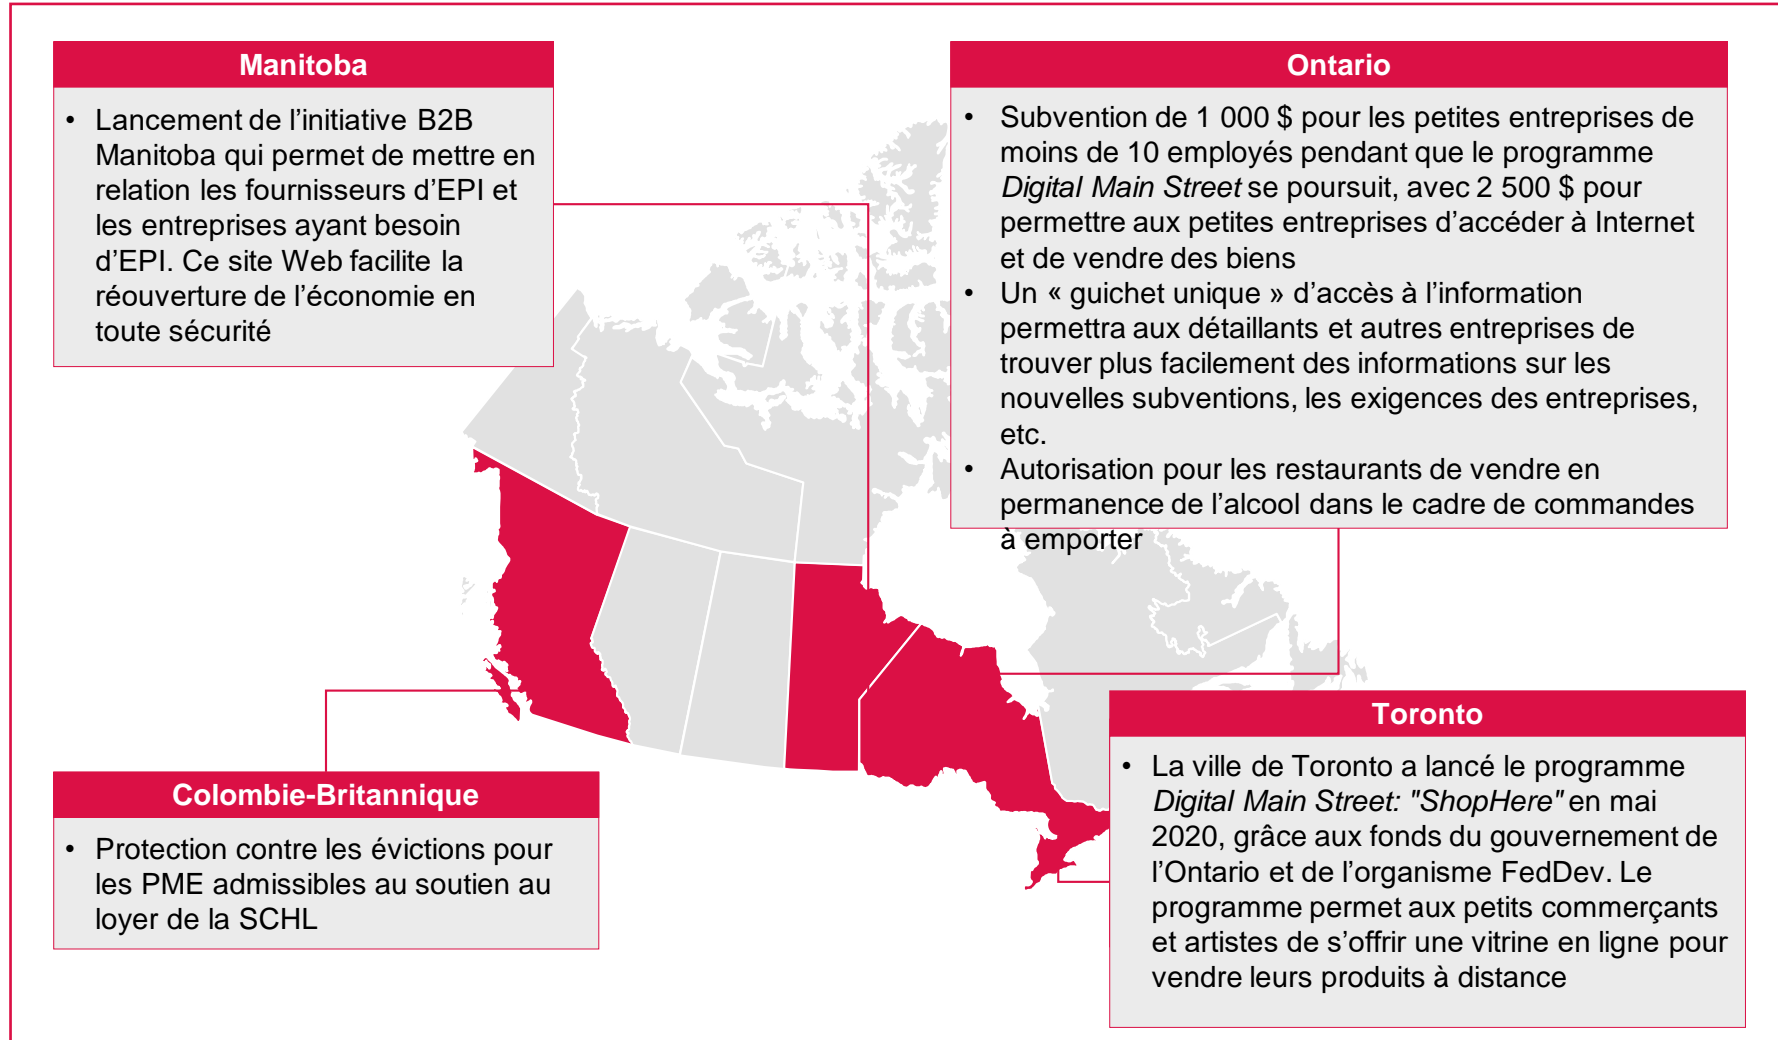 Manitoba
• Lancement de l’initiative B2B
Manitoba qui permet de mettre en
relation les fournisseurs d’EPI et
les entreprises ayant besoin
d’EPI. Ce site Web facilite la
réouverture de l’économie en
toute sécurité
Ontario
• Subvention de 1 000 $ pour les petites entreprises de
moins de 10 employés pendant que le programme
Digital Main Street se poursuit, avec 2 500 $ pour
permettre aux petites entreprises d’accéder à Internet
et de vendre des biens
• Un « guichet unique » d’accès à l’information
permettra aux détaillants et autres entreprises de
trouver plus facilement des informations sur les
nouvelles subventions, les exigences des entreprises,
etc.
• Autorisation pour les restaurants de vendre en
permanence de l’alcool dans le cadre de commandes
à emporter
Colombie-Britannique
• Protection contre les évictions pour
les PME admissibles au soutien au
loyer de la SCHL
Toronto
• La ville de Toronto a lancé le programme
Digital Main Street: "ShopHere" en mai
2020, grâce aux fonds du gouvernement de
l’Ontario et de l’organisme FedDev. Le
programme permet aux petits commerçants
et artistes de s’offrir une vitrine en ligne pour
vendre leurs produits à distance